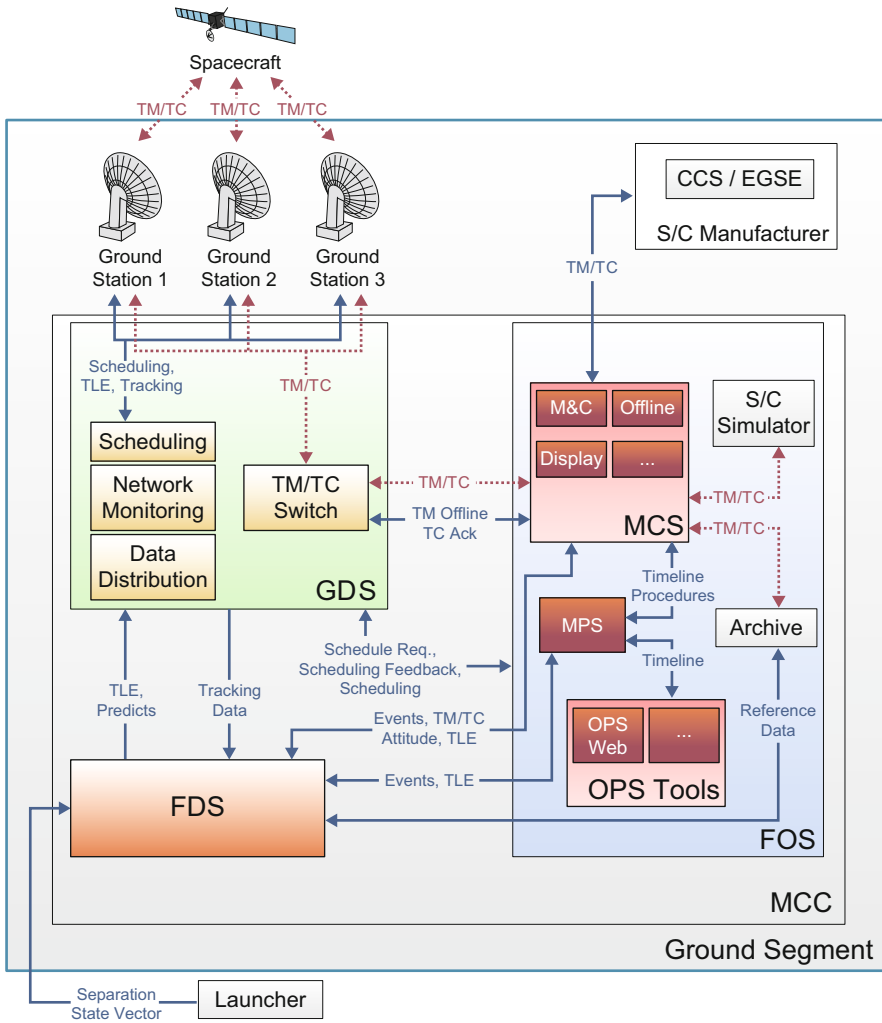 Spacecraft
TM/TC
TM/TC
TM/TC
CCS / EGSE
S/C Manufacturer
Ground
Station 1
Ground
Station 2
Ground
Station 3
TM/TC
Scheduling,
TLE, Tracking
TM/TC
Scheduling
Network
Monitoring
Data
Distribution
TM/TC
Switch
GDS
TM/TC
TM Offline
TC Ack
M&C
Offline
Display
...
MCS
S/C
Simulator
TM/TC
TM/TC
Timeline
Procedures
MPS
Archive
Timeline
Schedule Req.,
Scheduling Feedback,
Scheduling
TLE,
Predicts
Tracking
Data
Events, TM/TC
Attitude, TLE
OPS
Web
...
OPS Tools
Reference
Data
Events, TLE
FDS
FOS
MCC
Ground Segment
Separation
State Vector
Launcher